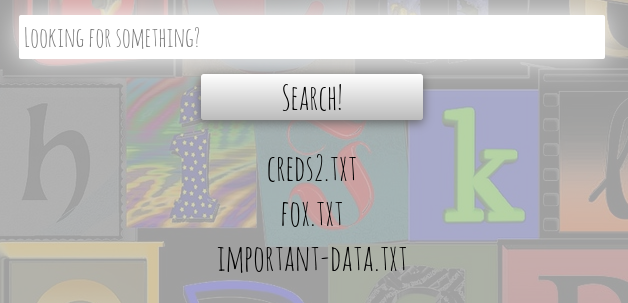 Looking for something?
Search!
creds2.txt
fox.txt
important-data.txt
h i s k l